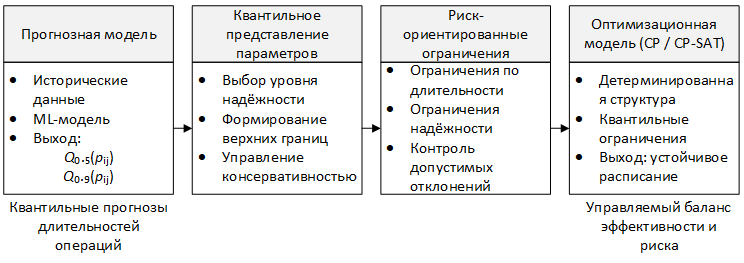 Прогнозная модель
• Исторические
данные
• ML-модель
• Выход:
Q₀.₅(pᵢⱼ)
Q₀.₉(pᵢⱼ)
Квантильные прогнозы
длительностей
операций
Квантильное
представление
параметров
• Выбор уровня
надёжности
• Формирование
верхних границ
• Управление
консервативностью
Риск-
ориентированные
ограничения
• Ограничения по
длительности
• Ограничения
надёжности
• Контроль
допустимых
отклонений
Оптимизационная
модель (CP / CP-SAT)
• Детерминированна
я структура
• Квантильные
ограничения
• Выход: устойчивое
расписание
Управляемый баланс
эффективности и
риска